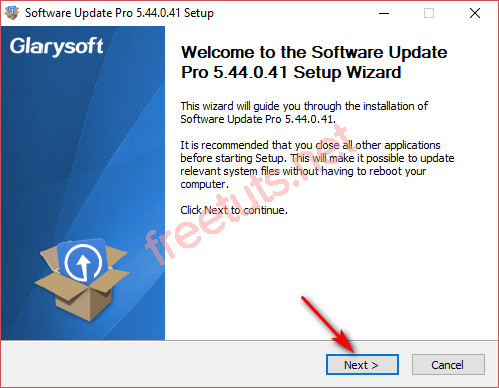 Software Update Pro 5.44.0.41 Setup
Glarysoft
Welcome to the Software Update
Pro 5.44.0.41 Setup Wizard
This wizard will guide you through the installation of
Software Update Pro 5.44.0.41.
It is recommended that you close all other applications
before starting Setup. This will make it possible to update
relevant system files without having to reboot your
computer.
Click Next to continue.
freetuts.net
Next >
Cancel